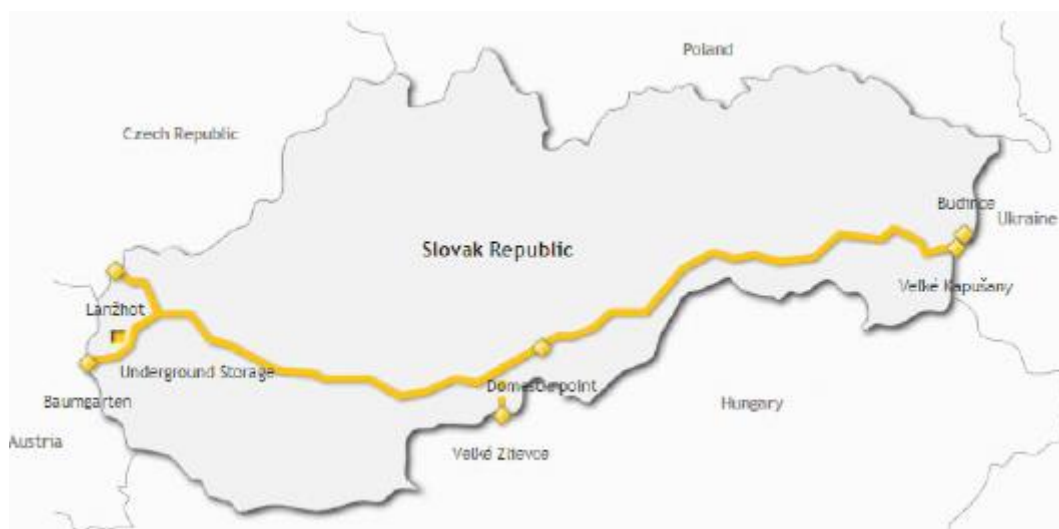 Poland
Czech Republic
Budince
Ukraine
Slovak Republic
Veľké Kapušany
Lanžhot
Underground Storage
Domestic point
Baumgarten
Hungary
Austria
Veľké Zlievce